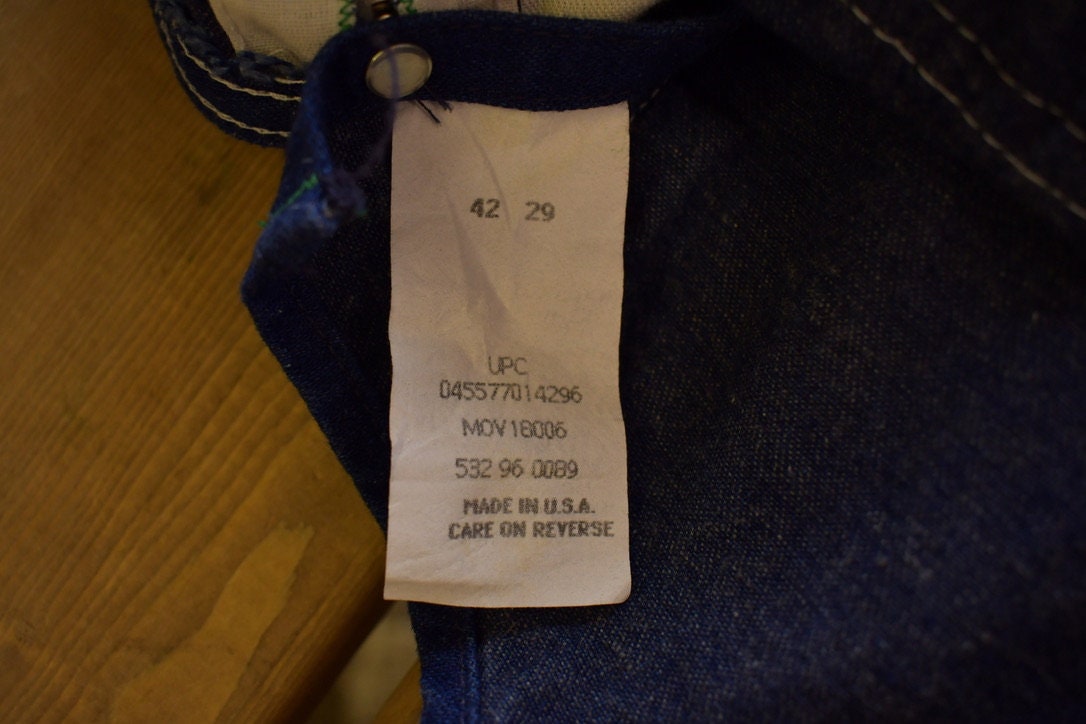 42 29
UPC
045577014296
MOV18006
532 96 0089
MADE IN U.S.A.
CARE ON REVERSE